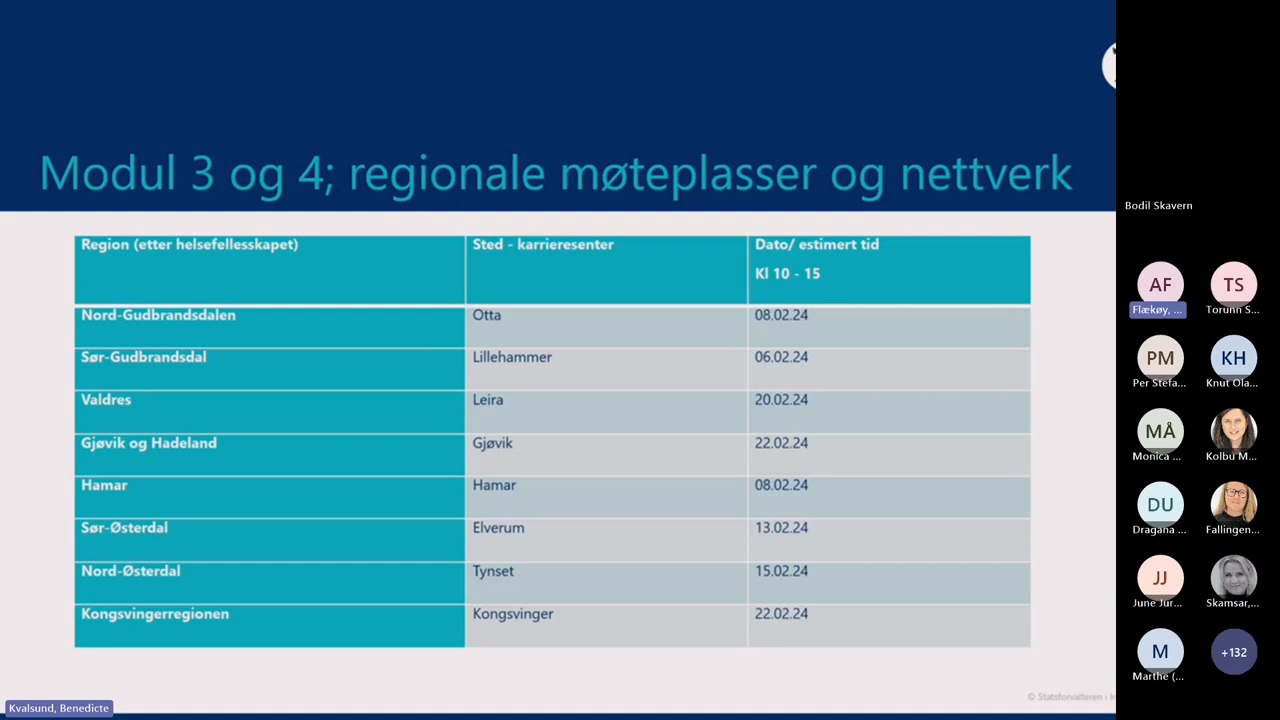 Modul 3 og 4; regionale møteplasser og nettverk
Region (etter helsefellesskapet) Sted - karrieresenter Dato/ estimert tid
Kl 10 - 15
Nord-Gudbrandsdalen Otta 08.02.24
Sør-Gudbrandsdal Lillehammer 06.02.24
Valdres Leira 20.02.24
Gjøvik og Hadeland Gjøvik 22.02.24
Hamar Hamar 08.02.24
Sør-Østerdal Elverum 13.02.24
Nord-Østerdal Tynset 15.02.24
Kongsvingerregionen Kongsvinger 22.02.24
© Statsforvalteren i In
Kvalsund, Benedicte
Bodil Skavern
AF TS
Flækøy, ... Torunn S...
PM KH
Per Stefa... Knut Ola...
MÅ
Monica ... Kolbu M...
DU
Dragana ... Fallingen...
JJ
June Jur... Skamsar,...
M +132
Marthe (...